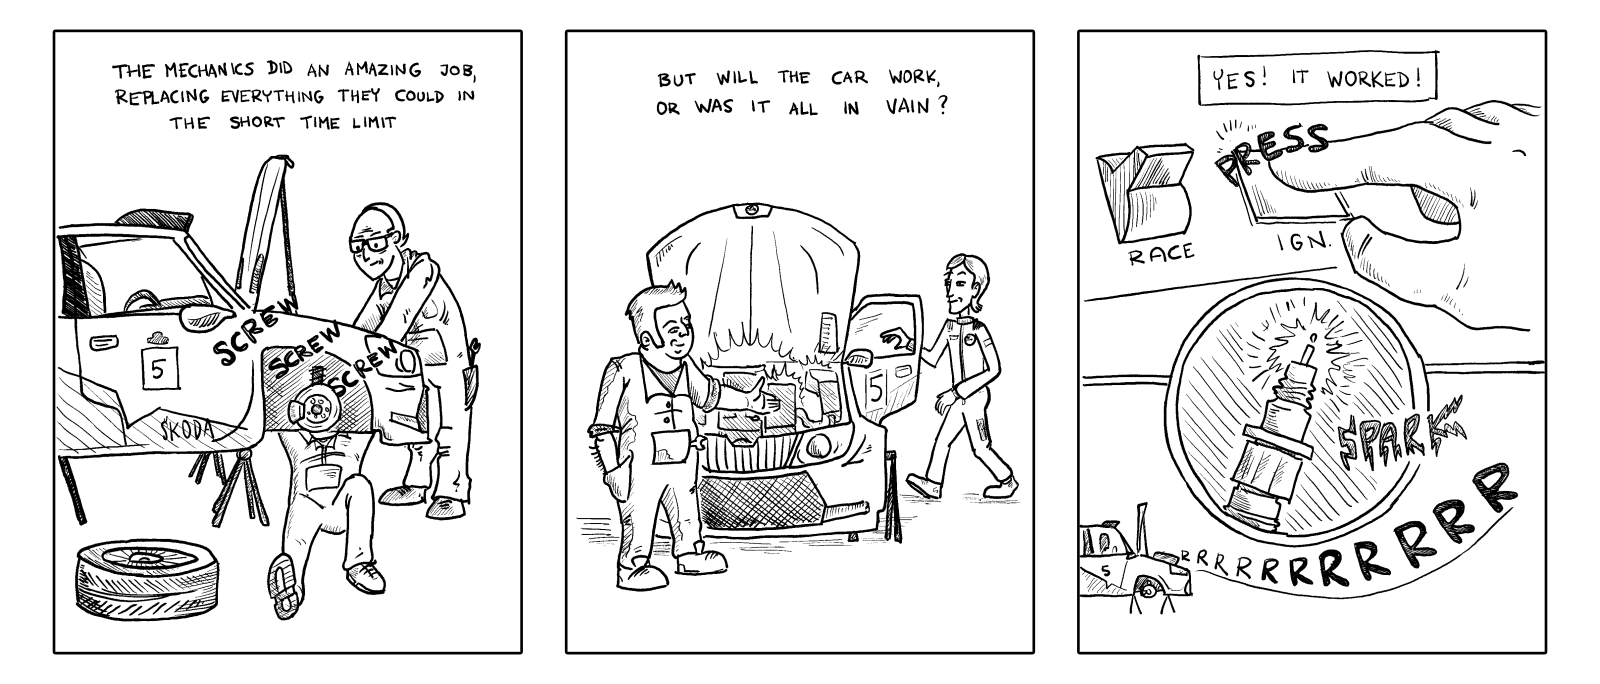 THE MECHANICS DID AN AMAZING JOB,
REPLACING EVERYTHING THEY COULD IN
THE SHORT TIME LIMIT
SCREW
SCREW
SCREW
5
ŠKODA
BUT WILL THE CAR WORK,
OR WAS IT ALL IN VAIN?
5
YES! IT WORKED!
PRESS
RACE
IGN.
SPARK
5
RRRRRRRRRRRR